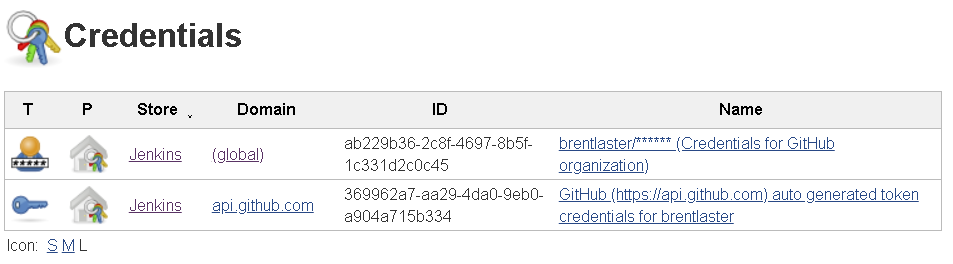 Credentials
T P Store Domain ID Name
Jenkins (global) ab229b36-2c8f-4697-8b5f- brentlaster/****** (Credentials for GitHub
1c331d2c0c45 organization)
Jenkins api.github.com 369962a7-aa29-4da0-9eb0- GitHub (https://api.github.com) auto generated token
a904a715b334 credentials for brentlaster
Icon: S M L